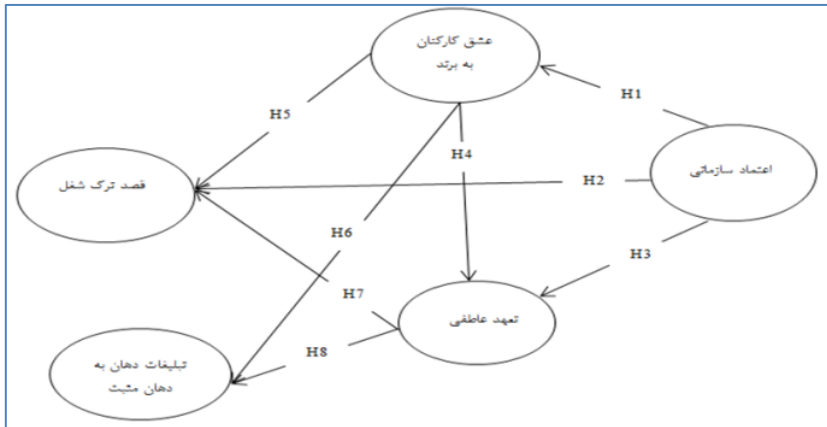 عشق کارکنان
به برند
H1
H5
H4
اعتماد سازمانی
قصد ترک شغل
H2
H6
H3
H7
تعهد عاطفی
H8
تبلیغات دهان به
دهان مثبت